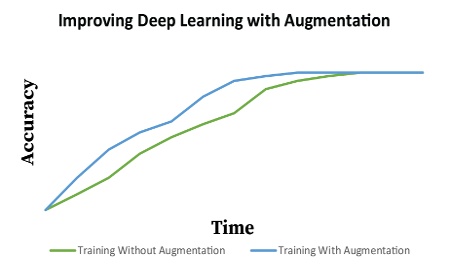 Improving Deep Learning with Augmentation
Accuracy
Time
Training Without Augmentation
Training With Augmentation